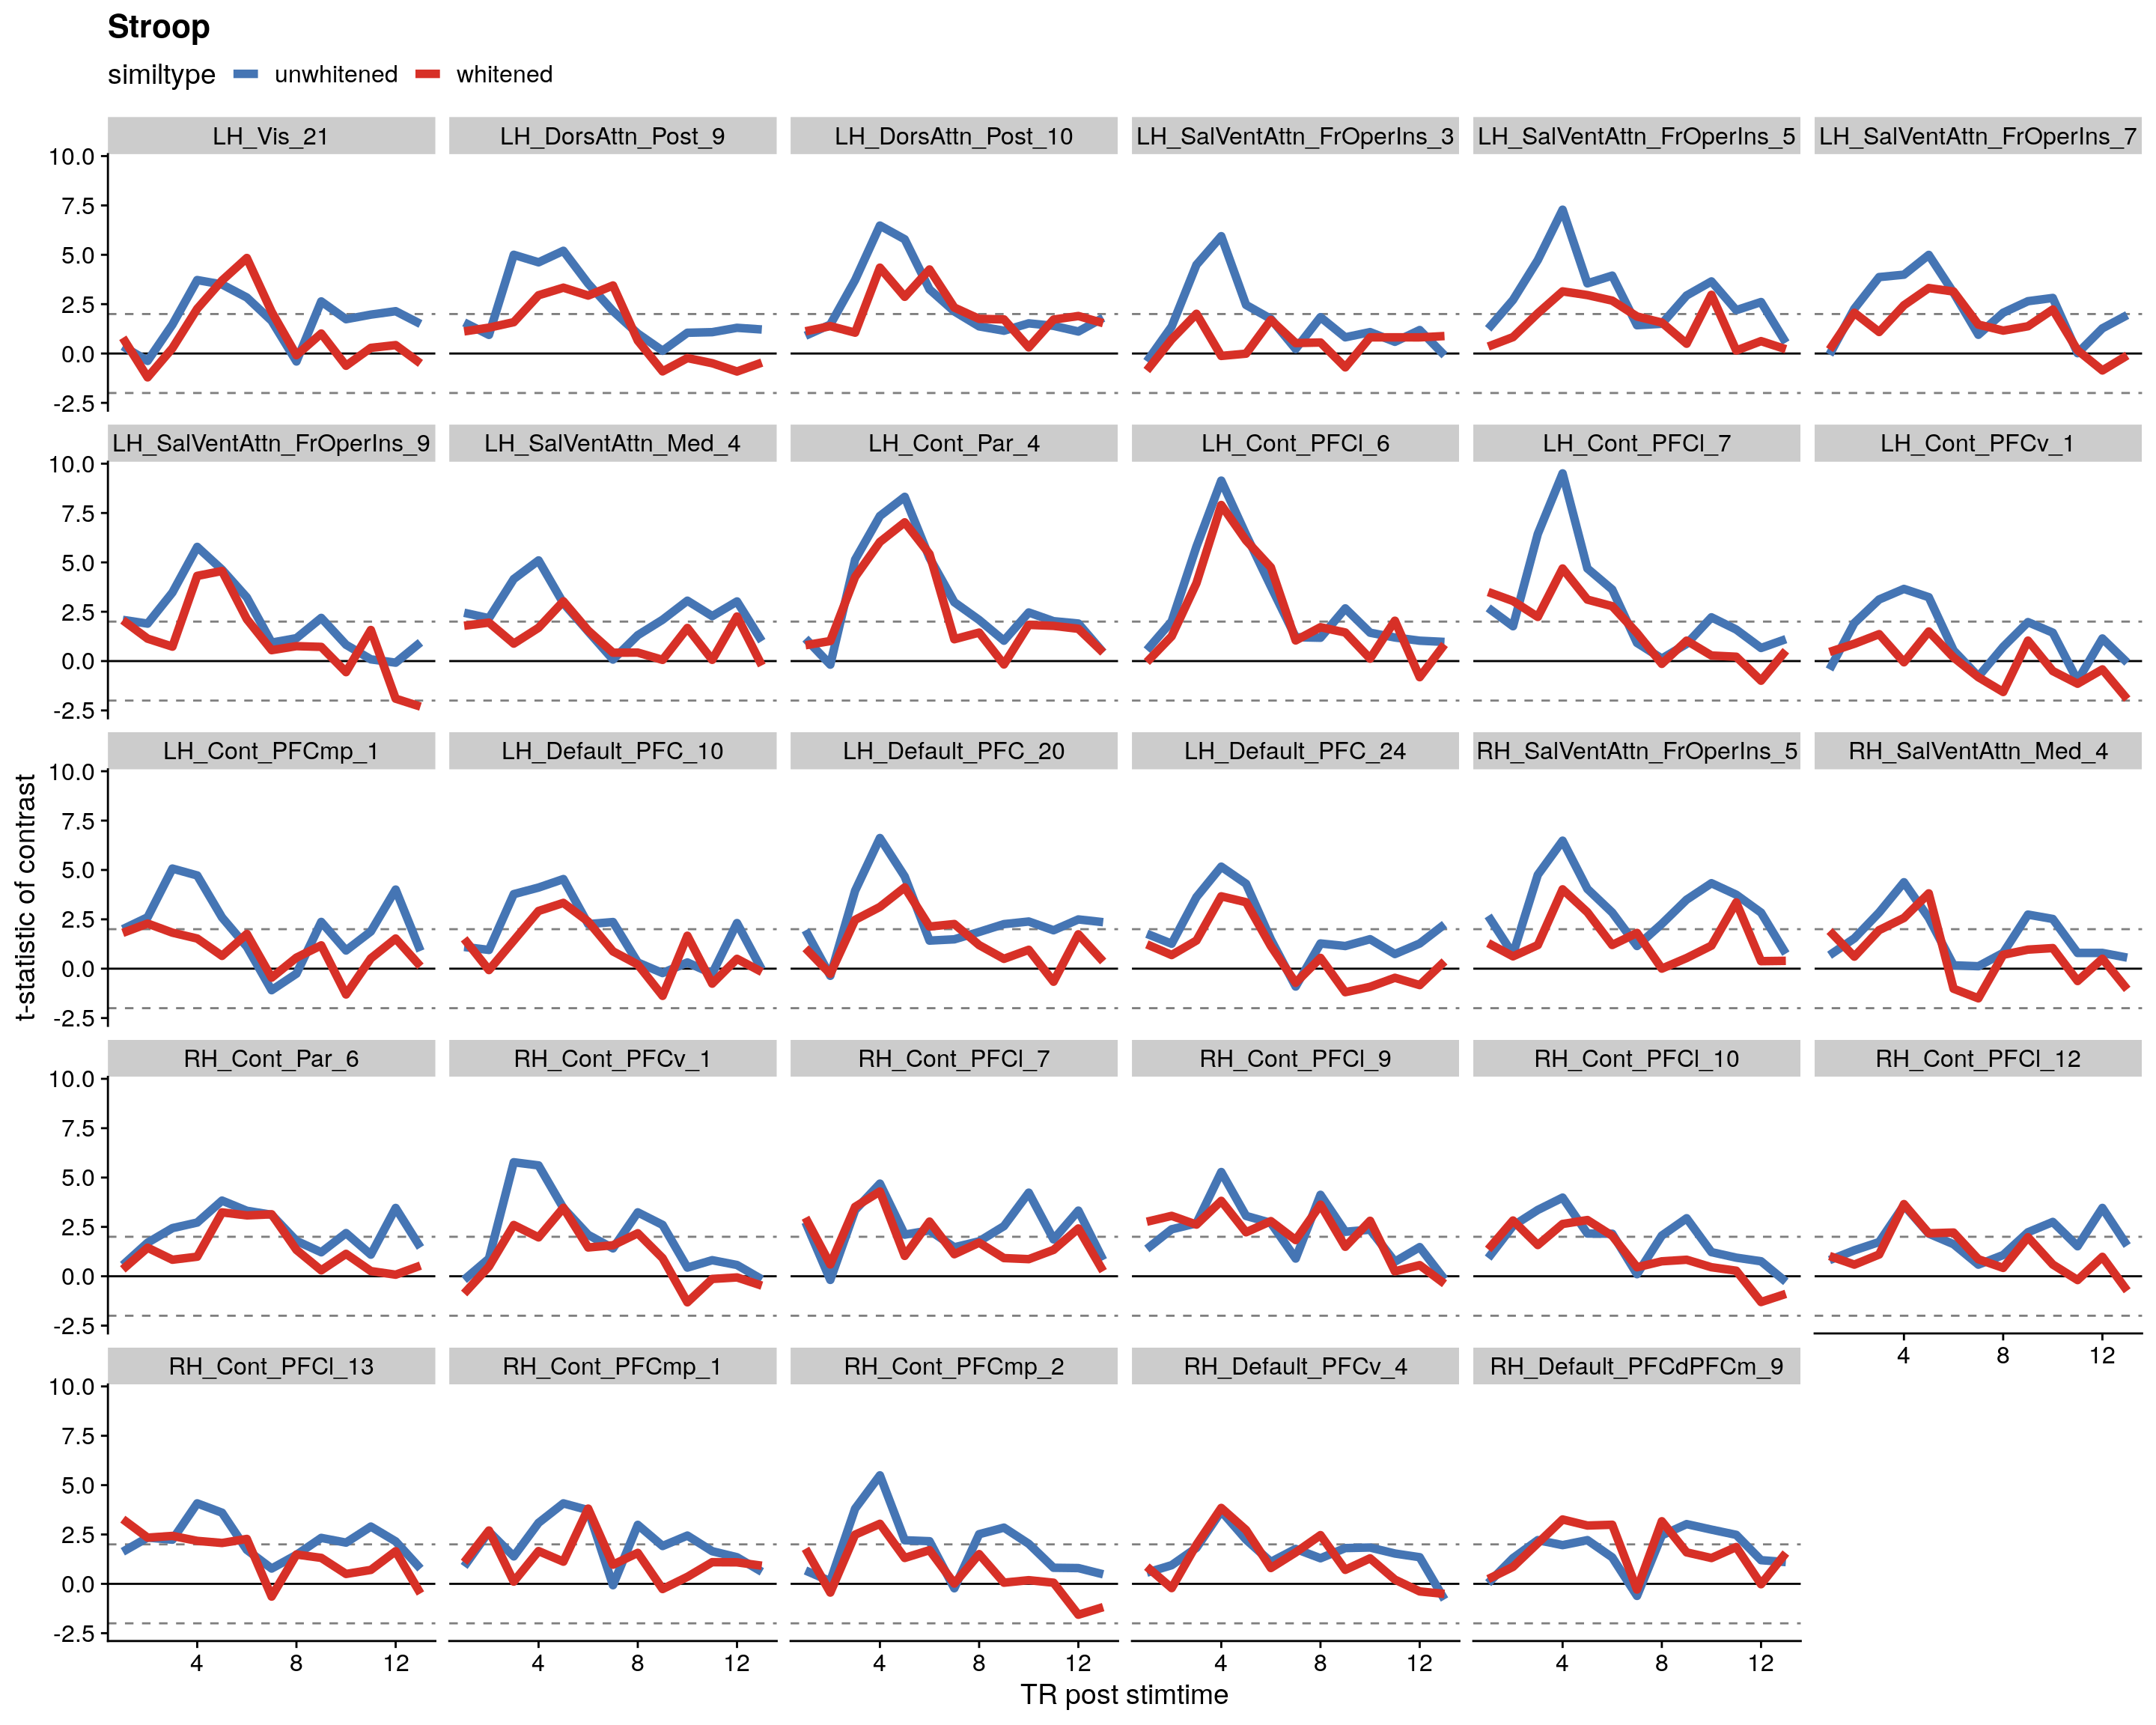 Stroop
similtype unwhitened whitened
LH_Vis_21 LH_DorsAttn_Post_9 LH_DorsAttn_Post_10 LH_SalVentAttn_FrOperIns_3 LH_SalVentAttn_FrOperIns_5 LH_SalVentAttn_FrOperIns_7
10.0
7.5
5.0
2.5
0.0
-2.5
LH_SalVentAttn_FrOperIns_9 LH_SalVentAttn_Med_4 LH_Cont_Par_4 LH_Cont_PFCl_6 LH_Cont_PFCl_7 LH_Cont_PFCv_1
10.0
7.5
5.0
2.5
0.0
-2.5
LH_Cont_PFCmp_1 LH_Default_PFC_10 LH_Default_PFC_20 LH_Default_PFC_24 RH_SalVentAttn_FrOperIns_5 RH_SalVentAttn_Med_4
10.0
7.5
5.0
2.5
0.0
-2.5
t-statistic of contrast
RH_Cont_Par_6 RH_Cont_PFCv_1 RH_Cont_PFCl_7 RH_Cont_PFCl_9 RH_Cont_PFCl_10 RH_Cont_PFCl_12
10.0
7.5
5.0
2.5
0.0
-2.5
4 8 12
RH_Cont_PFCl_13 RH_Cont_PFCmp_1 RH_Cont_PFCmp_2 RH_Default_PFCv_4 RH_Default_PFCdPFCm_9
10.0
7.5
5.0
2.5
0.0
-2.5
4 8 12 4 8 12 4 8 12 4 8 12 4 8 12
TR post stimtime